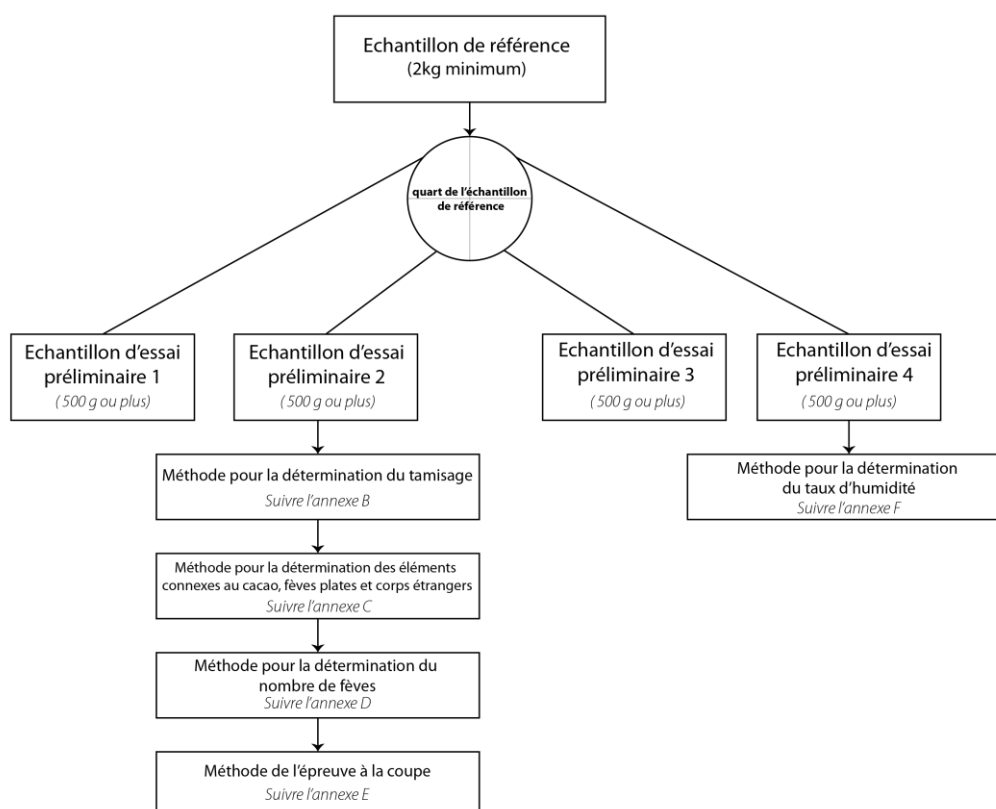 Echantillon de référence
(2kg minimum)
quart de l'échantillon
de référence
Echantillon d'essai
préliminaire 1
( 500 g ou plus)
Echantillon d'essai
préliminaire 2
( 500 g ou plus)
Echantillon d'essai
préliminaire 3
( 500 g ou plus)
Echantillon d'essai
préliminaire 4
( 500 g ou plus)
Méthode pour la détermination du tamisage
Suivre l'annexe B
Méthode pour la détermination
du taux d'humidité
Suivre l'annexe F
Méthode pour la détermination des éléments
connexes au cacao, fèves plates et corps étrangers
Suivre l'annexe C
Méthode pour la détermination du
nombre de fèves
Suivre l'annexe D
Méthode de l'épreuve à la coupe
Suivre l'annexe E